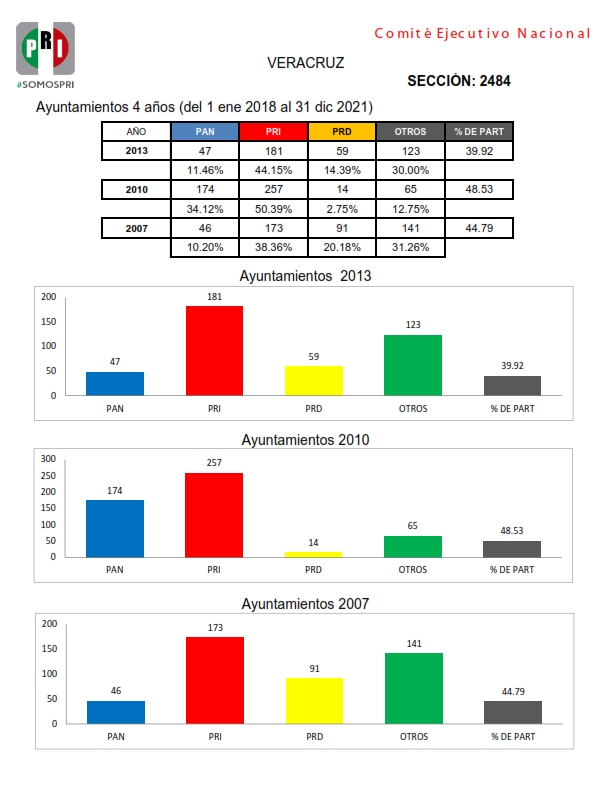 Comité Ejecutivo Nacional
PRI
#SOMOSPRI
VERACRUZ
SECCIÓN: 2484
Ayuntamientos 4 años (del 1 ene 2018 al 31 dic 2021)
AÑO PAN PRI PRD OTROS % DE PART
2013 47 181 59 123 39.92
11.46% 44.15% 14.39% 30.00%
2010 174 257 14 65 48.53
34.12% 50.39% 2.75% 12.75%
2007 46 173 91 141 44.79
10.20% 38.36% 20.18% 31.26%
Ayuntamientos 2013
200
150
100
50
0
47 181 59 123 39.92
PAN PRI PRD OTROS % DE PART
Ayuntamientos 2010
300
250
200
150
100
50
0
174 257 14 65 48.53
PAN PRI PRD OTROS % DE PART
Ayuntamientos 2007
200
150
100
50
0
46 173 91 141 44.79
PAN PRI PRD OTROS % DE PART